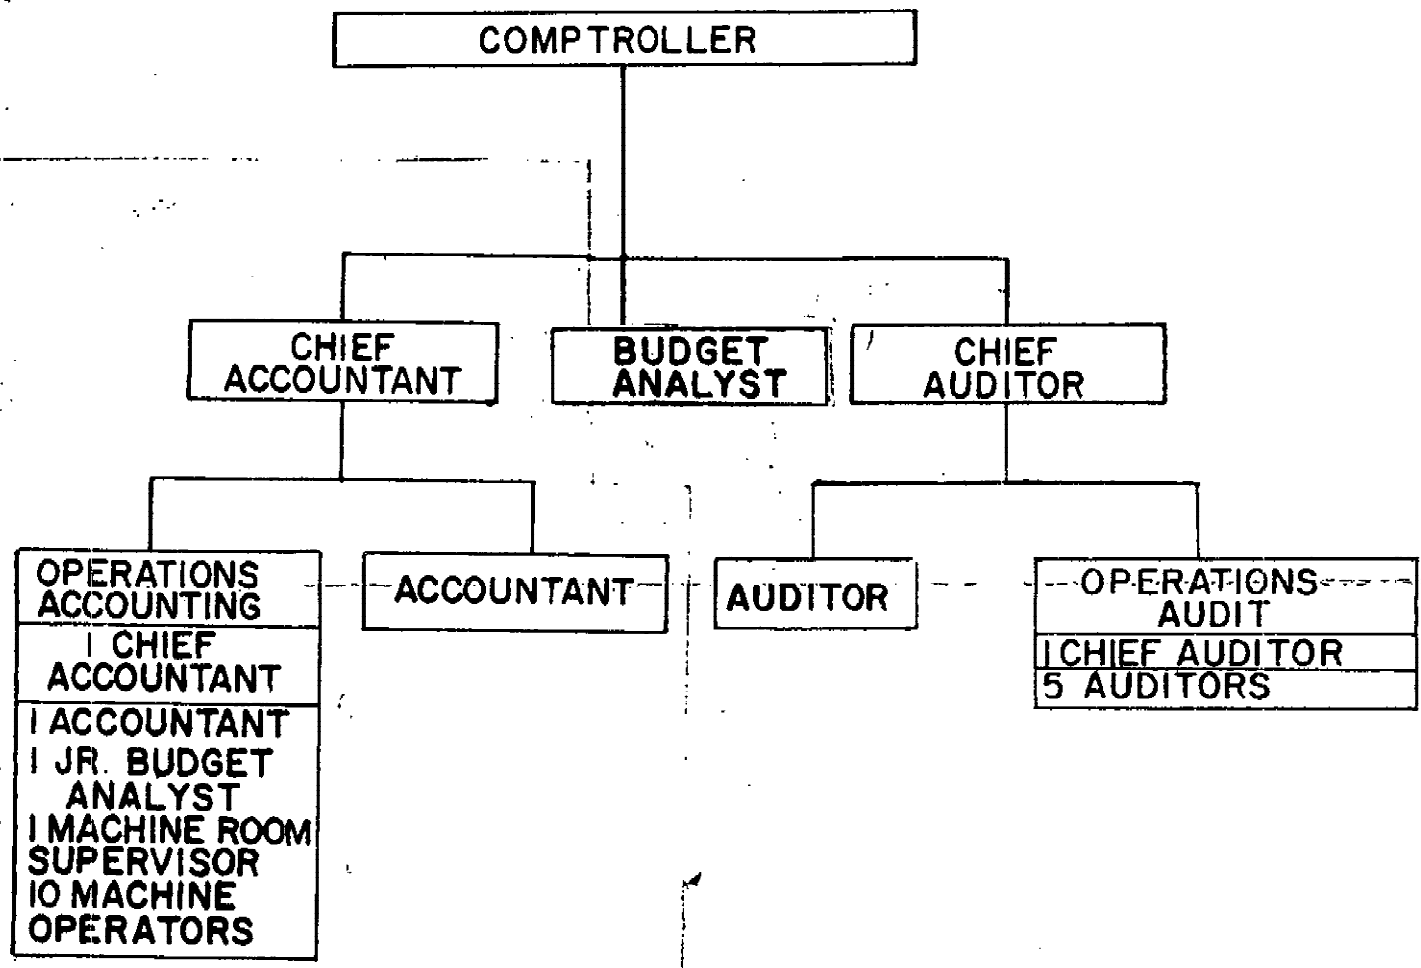 COMPTROLLER
CHIEF
ACCOUNTANT
BUDGET
ANALYST
CHIEF
AUDITOR
OPERATIONS
ACCOUNTING
1 CHIEF
ACCOUNTANT
1 ACCOUNTANT
1 JR. BUDGET
ANALYST
1 MACHINE ROOM
SUPERVISOR
10 MACHINE
OPERATORS
ACCOUNTANT
AUDITOR
OPERATIONS
AUDIT
1 CHIEF AUDITOR
5 AUDITORS